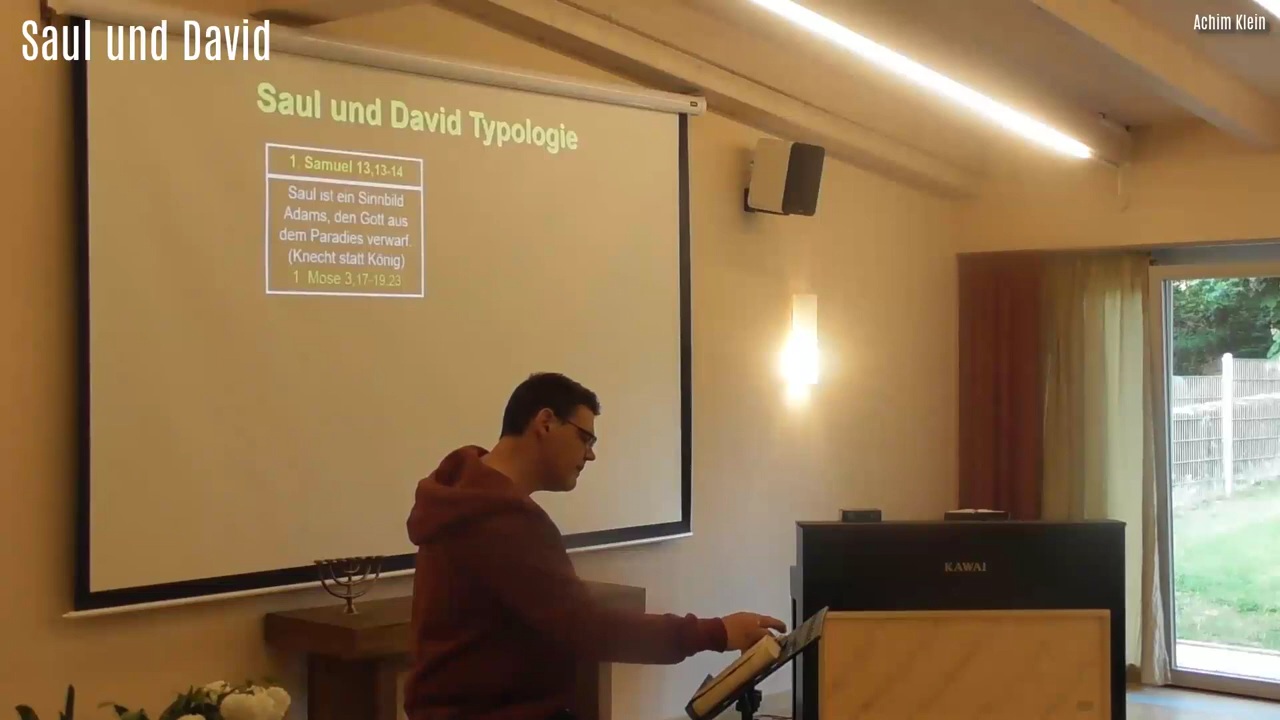 Saul und David
Achim Klein
Saul und David Typologie
1. Samuel 13,13-14
Saul ist ein Sinnbild
Adams, den Gott aus
dem Paradies verwarf.
(Knecht statt König)
1 Mose 3,17-19.23
KAWAI